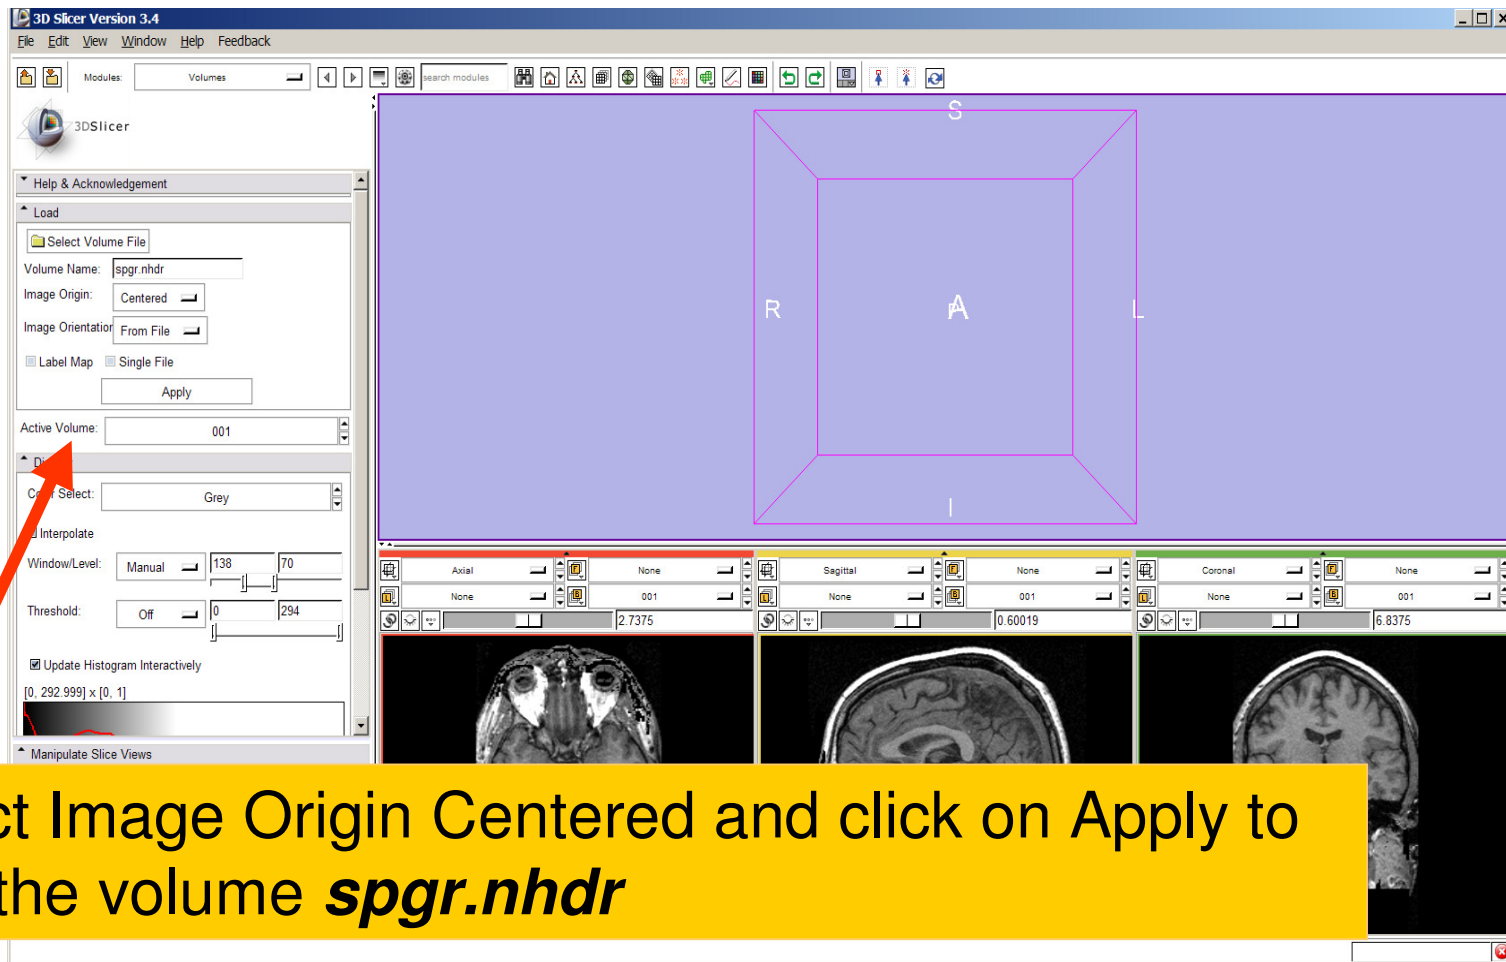 3D Slicer Version 3.4
File Edit View Window Help Feedback
Modules: Volumes search modules
3DSlicer
Help & Acknowledgement
Load
Select Volume File
Volume Name: spgr.nhdr
Image Origin: Centered
Image Orientation From File
Label Map Single File
Apply
Active Volume: 001
Select: Grey
Interpolate
Window/Level: Manual 138 70
Threshold: Off 0 294
Update Histogram Interactively
[0, 292.999] x [0, 1]
Manipulate Slice Views
S
R A L
I
Axial None
None 001
2.7375
Sagittal None
None 001
0.60019
Coronal None
None 001
6.8375
ct Image Origin Centered and click on Apply to
the volume spgr.nhdr